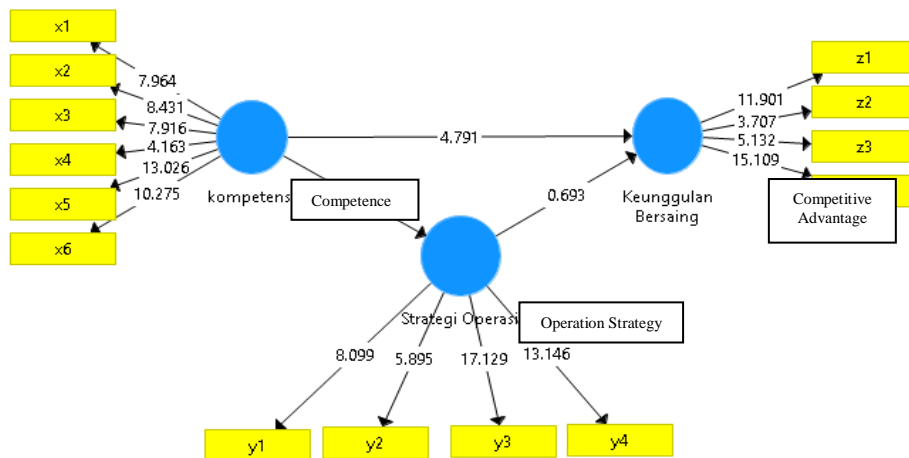 x1
x2
x3
x4
x5
x6
7.964
8.431
7.916
4.163
13.026
10.275
kompetens
Competence
4.791
0.693
Keunggulan
Bersaing
11.901
3.707
5.132
15.109
z1
z2
z3
Competitive
Advantage
Strategi Operasi
Operation Strategy
8.099
5.895
17.129
13.146
y1
y2
y3
y4